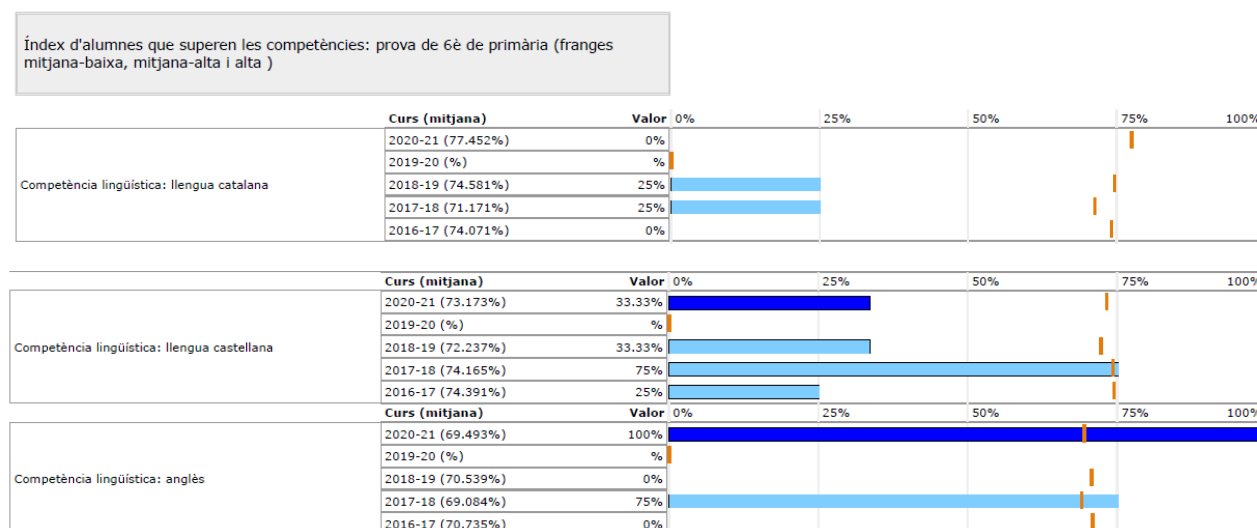 Índex d'alumnes que superen les competències: prova de 6è de primària (franges
mitjana-baixa, mitjana-alta i alta )
Curs (mitjana) Valor 0% 25% 50% 75% 100%
2020-21 (77.452%) 0%
2019-20 (%) %
Competència lingüística: llengua catalana 2018-19 (74.581%) 25%
2017-18 (71.171%) 25%
2016-17 (74.071%) 0%
Curs (mitjana) Valor 0% 25% 50% 75% 100%
2020-21 (73.173%) 33.33%
2019-20 (%) %
Competència lingüística: llengua castellana 2018-19 (72.237%) 33.33%
2017-18 (74.165%) 75%
2016-17 (74.391%) 25%
Curs (mitjana) Valor 0% 25% 50% 75% 100%
2020-21 (69.493%) 100%
2019-20 (%) %
Competència lingüística: anglès 2018-19 (70.539%) 0%
2017-18 (69.084%) 75%
2016-17 (70.735%) 0%